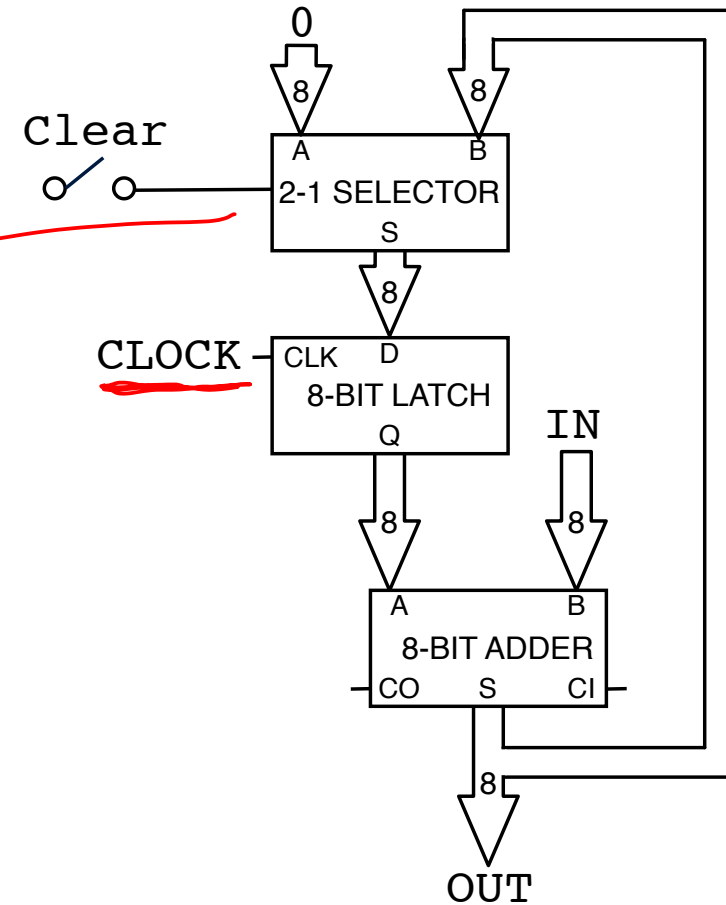 0
8 8
Clear
A B
2-1 SELECTOR
S
8
CLOCK CLK D
8-BIT LATCH
Q
IN
8 8
A B
8-BIT ADDER
CO S CI
8
OUT